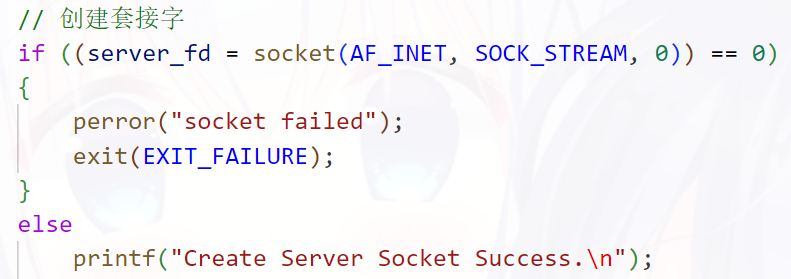 // 创建套接字
if ((server_fd = socket(AF_INET, SOCK_STREAM, 0)) == 0)
{
    perror("socket failed");
    exit(EXIT_FAILURE);
}
else
    printf("Create Server Socket Success.\n");